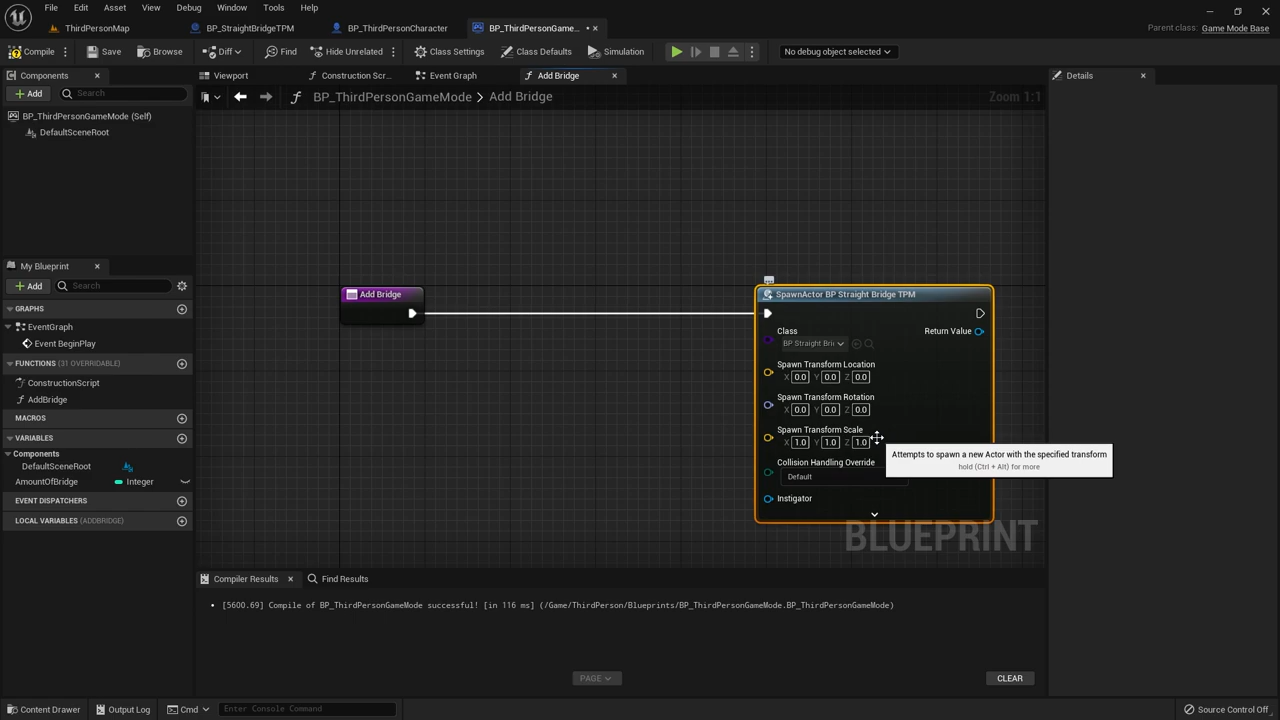 File Edit Asset View Debug Window Tools Help
ThirdPersonMap
BP_StraightBridgeTPM
BP_ThirdPersonCharacter
BP_ThirdPersonGame...
Parent class: Game Mode Base
Compile
Save
Browse
Diff
Find
Hide Unrelated
Class Settings
Class Defaults
Simulation
No debug object selected
Components
Add
Search
BP_ThirdPersonGameMode (Self)
DefaultSceneRoot
My Blueprint
Add
Search
GRAPHS
EventGraph
Event BeginPlay
FUNCTIONS (31 OVERRIDABLE)
ConstructionScript
AddBridge
MACROS
VARIABLES
Components
DefaultSceneRoot
AmountOfBridge Integer
EVENT DISPATCHERS
LOCAL VARIABLES (ADDBRIDGE)
Viewport
Construction Scr...
Event Graph
Add Bridge
BP_ThirdPersonGameMode > Add Bridge
Zoom 1:1
Add Bridge
SpawnActor BP Straight Bridge TPM
Class
Return Value
BP Straight Bri
Spawn Transform Location
X 0.0 Y 0.0 Z 0.0
Spawn Transform Rotation
X 0.0 Y 0.0 Z 0.0
Spawn Transform Scale
X 1.0 Y 1.0 Z 1.0
Collision Handling Override
Default
Instigator
Attempts to spawn a new Actor with the specified transform
hold (Ctrl + Alt) for more
BLUEPRINT
Details
Compiler Results
Find Results
[5600.69] Compile of BP_ThirdPersonGameMode successful! [in 116 ms] (/Game/ThirdPerson/Blueprints/BP_ThirdPersonGameMode.BP_ThirdPersonGameMode)
PAGE
CLEAR
Content Drawer
Output Log
Cmd
Enter Console Command
Source Control Off